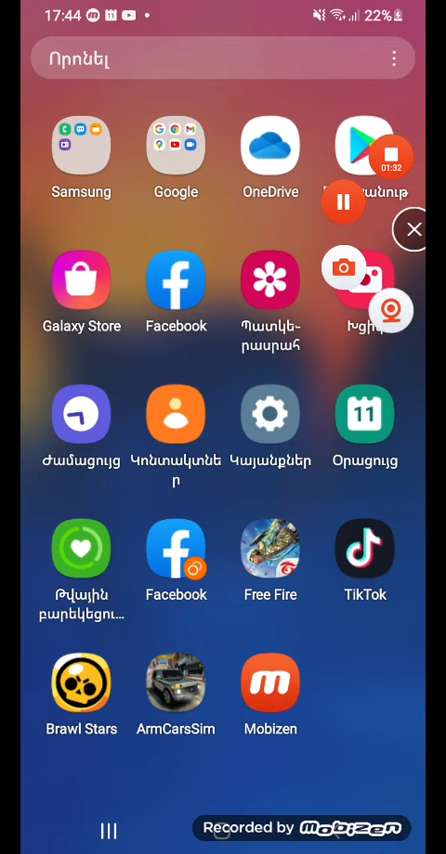 17:44
22%
Որոնել
01:32
Samsung
Google
OneDrive
Galaxy Store
Facebook
Պատկե-
րասրահ
Ժամացույց
Կոնտակտնե
ր
Կայանքներ
11
Օրացույց
Թվային
բարեկեցու...
Facebook
Free Fire
TikTok
Brawl Stars
ArmCarsSim
Mobizen
Recorded by Mobizen